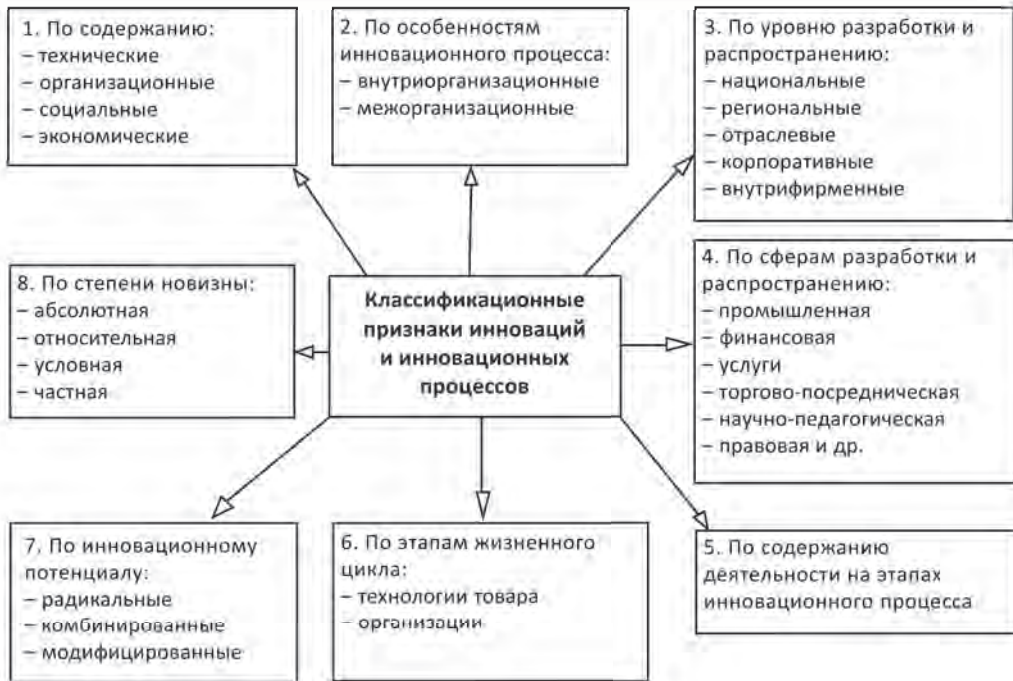 1. По содержанию:
– технические
– организационные
– социальные
– экономические
2. По особенностям
инновационного процесса:
– внутриорганизационные
– межорганизационные
3. По уровню разработки и
распространению:
– национальные
– региональные
– отраслевые
– корпоративные
– внутрифирменные
8. По степени новизны:
– абсолютная
– относительная
– условная
– частная
Классификационные
признаки инноваций
и инновационных
процессов
4. По сферам разработки и
распространению:
– промышленная
– финансовая
– услуги
– торгово-посредническая
– научно-педагогическая
– правовая и др.
7. По инновационному
потенциалу:
– радикальные
– комбинированные
– модифицированные
6. По этапам жизненного
цикла:
– технологии товара
– организации
5. По содержанию
деятельности на этапах
инновационного процесса